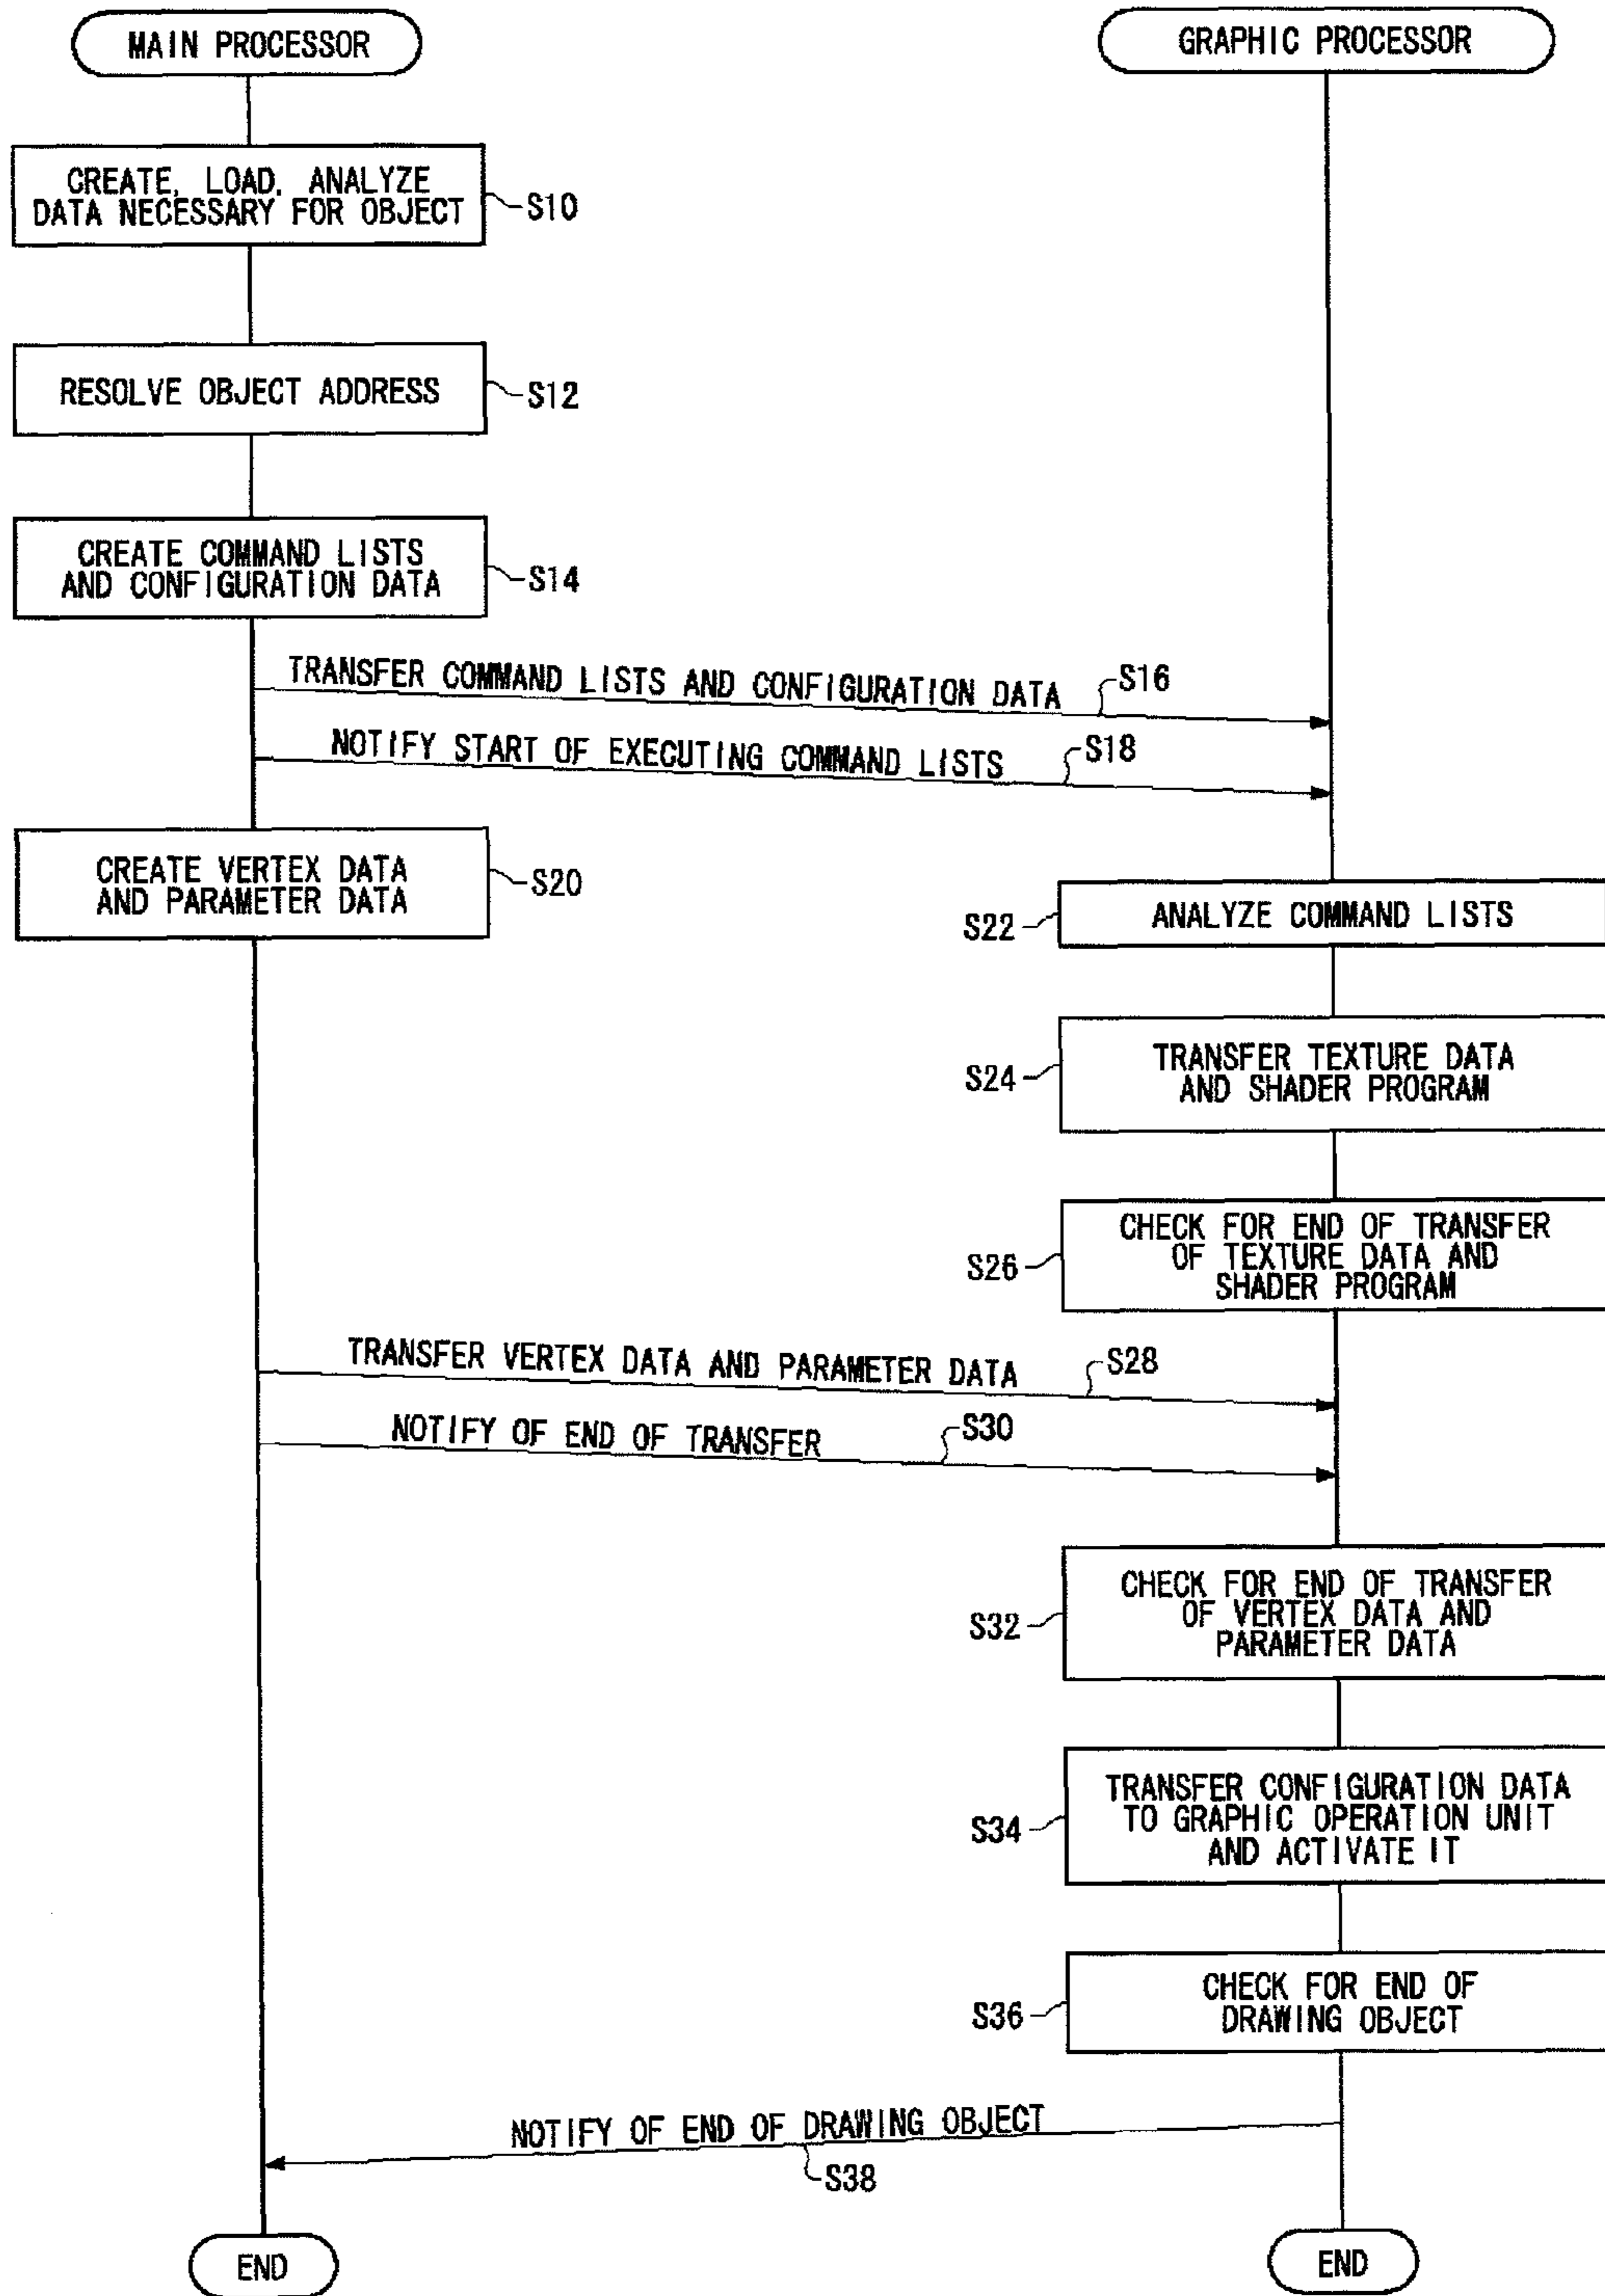 MAIN PROCESSOR
GRAPHIC PROCESSOR
CREATE, LOAD, ANALYZE
DATA NECESSARY FOR OBJECT
S10
RESOLVE OBJECT ADDRESS
S12
CREATE COMMAND LISTS
AND CONFIGURATION DATA
S14
TRANSFER COMMAND LISTS AND CONFIGURATION DATA
S16
NOTIFY START OF EXECUTING COMMAND LISTS
S18
CREATE VERTEX DATA
AND PARAMETER DATA
S20
S22
ANALYZE COMMAND LISTS
S24
TRANSFER TEXTURE DATA
AND SHADER PROGRAM
S26
CHECK FOR END OF TRANSFER
OF TEXTURE DATA AND
SHADER PROGRAM
TRANSFER VERTEX DATA AND PARAMETER DATA
S28
NOTIFY OF END OF TRANSFER
S30
S32
CHECK FOR END OF TRANSFER
OF VERTEX DATA AND
PARAMETER DATA
S34
TRANSFER CONFIGURATION DATA
TO GRAPHIC OPERATION UNIT
AND ACTIVATE IT
S36
CHECK FOR END OF
DRAWING OBJECT
NOTIFY OF END OF DRAWING OBJECT
S38
END
END